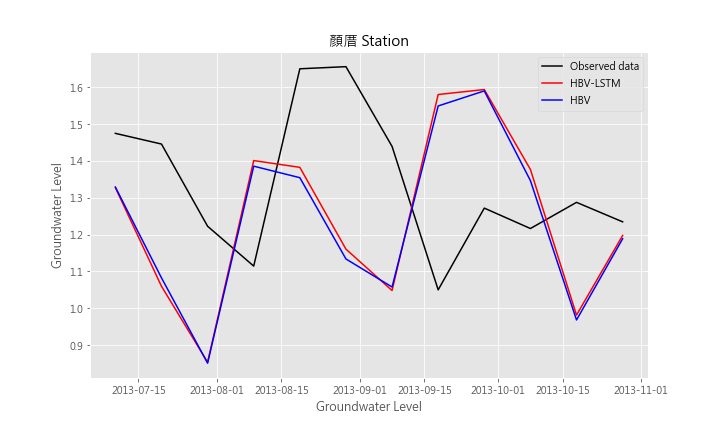 顏厝 Station
Observed data
HBV-LSTM
HBV
Groundwater Level
1.6
1.5
1.4
1.3
1.2
1.1
1.0
0.9
2013-07-15 2013-08-01 2013-08-15 2013-09-01 2013-09-15 2013-10-01 2013-10-15 2013-11-01
Groundwater Level